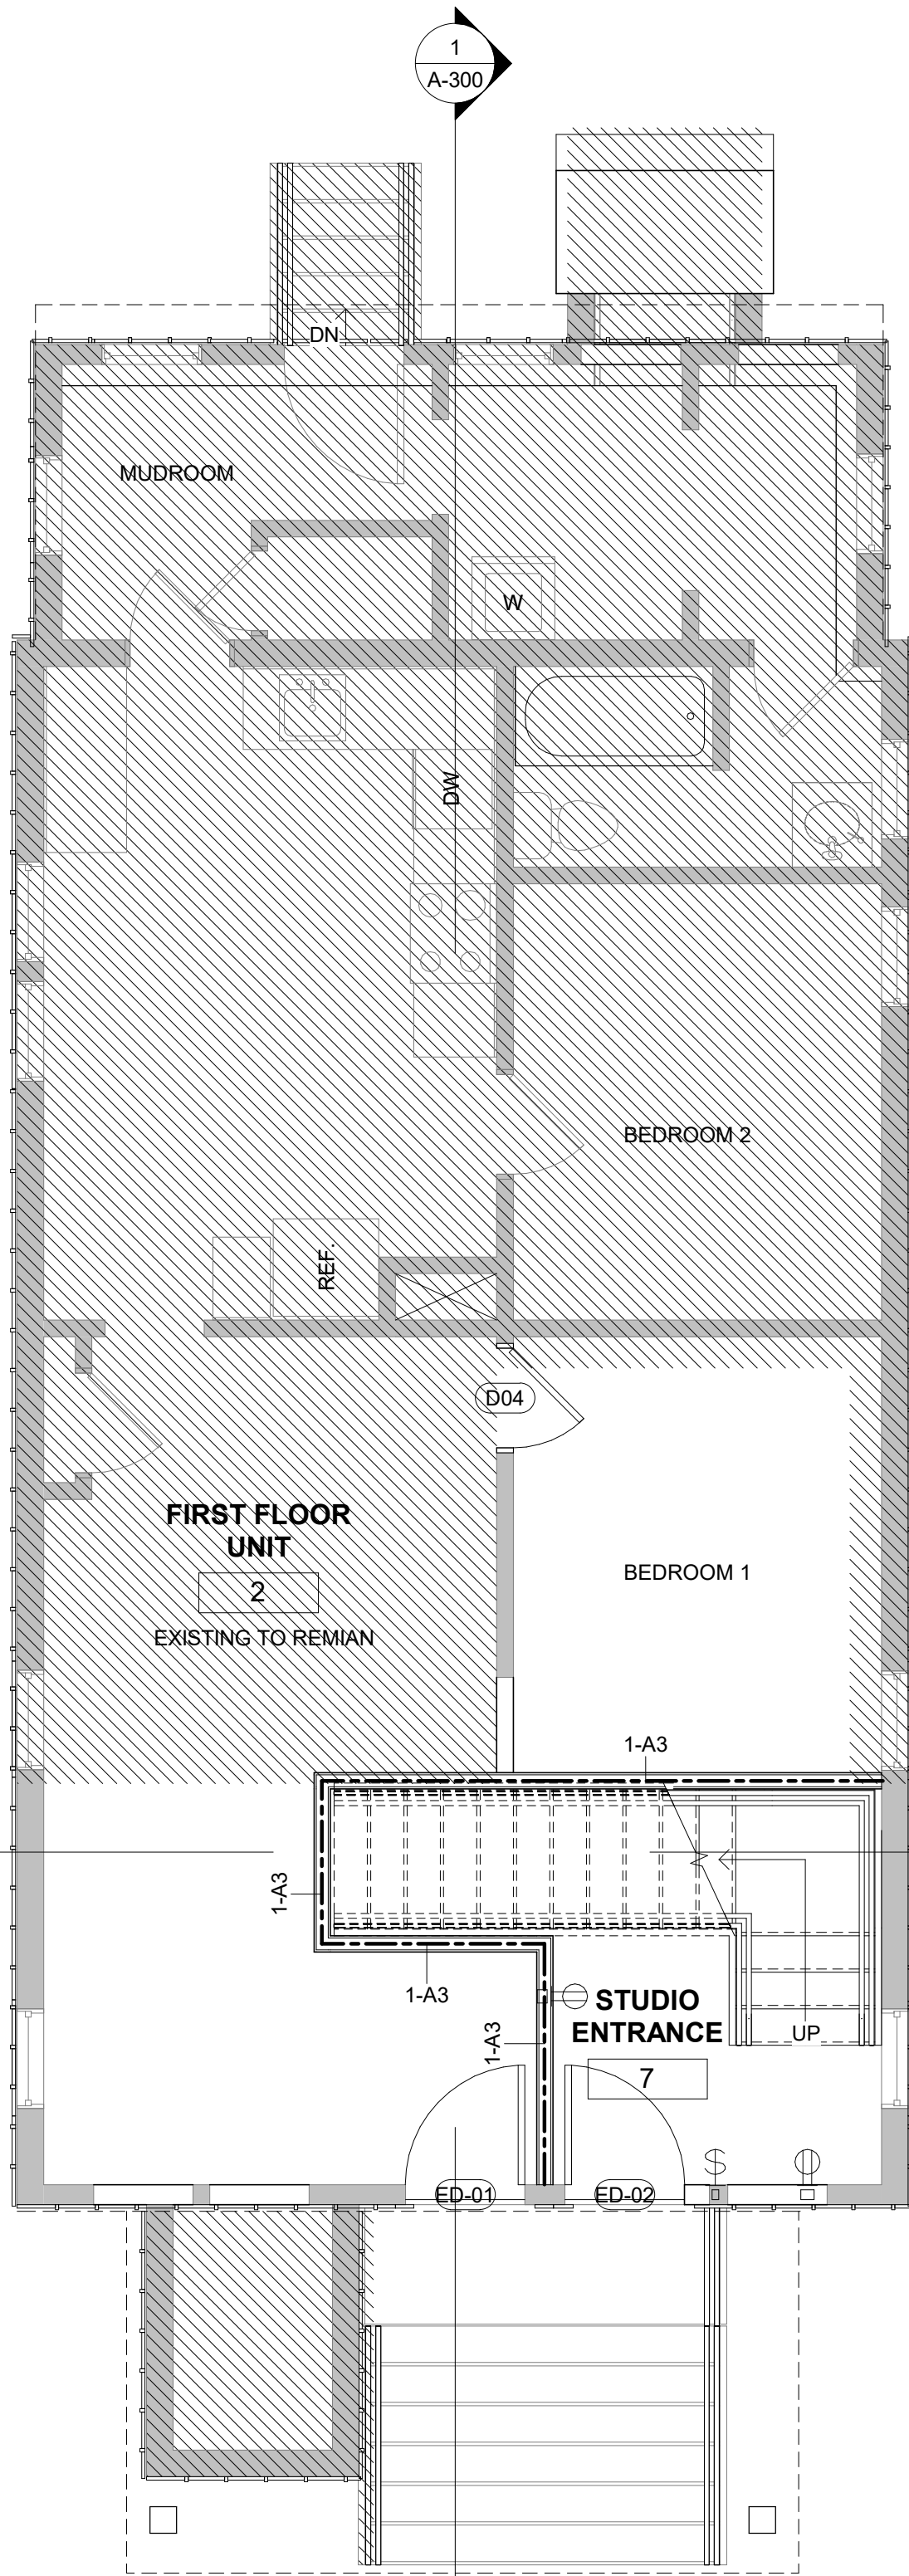 1
A-300
DN
MUDROOM
W
DW
BEDROOM 2
REF.
D04
FIRST FLOOR
UNIT
2
EXISTING TO REMIAN
BEDROOM 1
1-A3
1-A3
1-A3
1-A3
STUDIO
ENTRANCE
7
UP
S
ED-01
ED-02